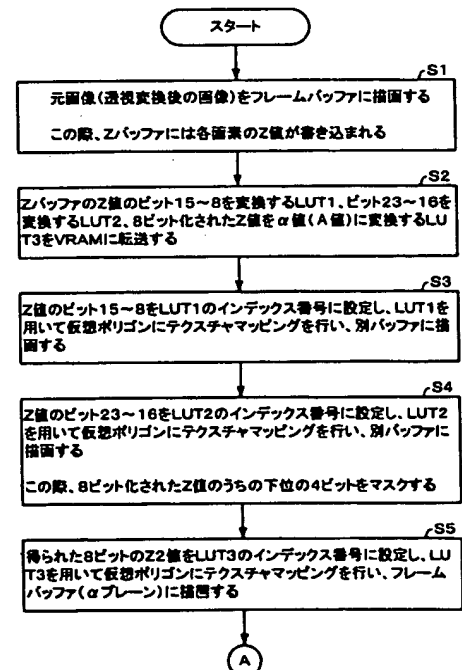 スタート
S1
元画像(透視変換後の画像)をフレームバッファに描画する
この際、Zバッファには各画素のZ値が書き込まれる
S2
ZバッファのZ値のビット15～8を変換するLUT1、ビット23～16を
変換するLUT2、8ビット化されたZ値をα値(A値)に変換するLU
T3をVRAMに転送する
S3
Z値のビット15～8をLUT1のインデックス番号に設定し、LUT1を
用いて仮想ポリゴンにテクスチャマッピングを行い、別バッファに描
画する
S4
Z値のビット23～16をLUT2のインデックス番号に設定し、LUT2
を用いて仮想ポリゴンにテクスチャマッピングを行い、別バッファに
描画する
この際、8ビット化されたZ値のうちの下位の4ビットをマスクする
S5
得られた8ビットのZ2値をLUT3のインデックス番号に設定し、LU
T3を用いて仮想ポリゴンにテクスチャマッピングを行い、フレーム
バッファ(αプレーン)に描画する
A